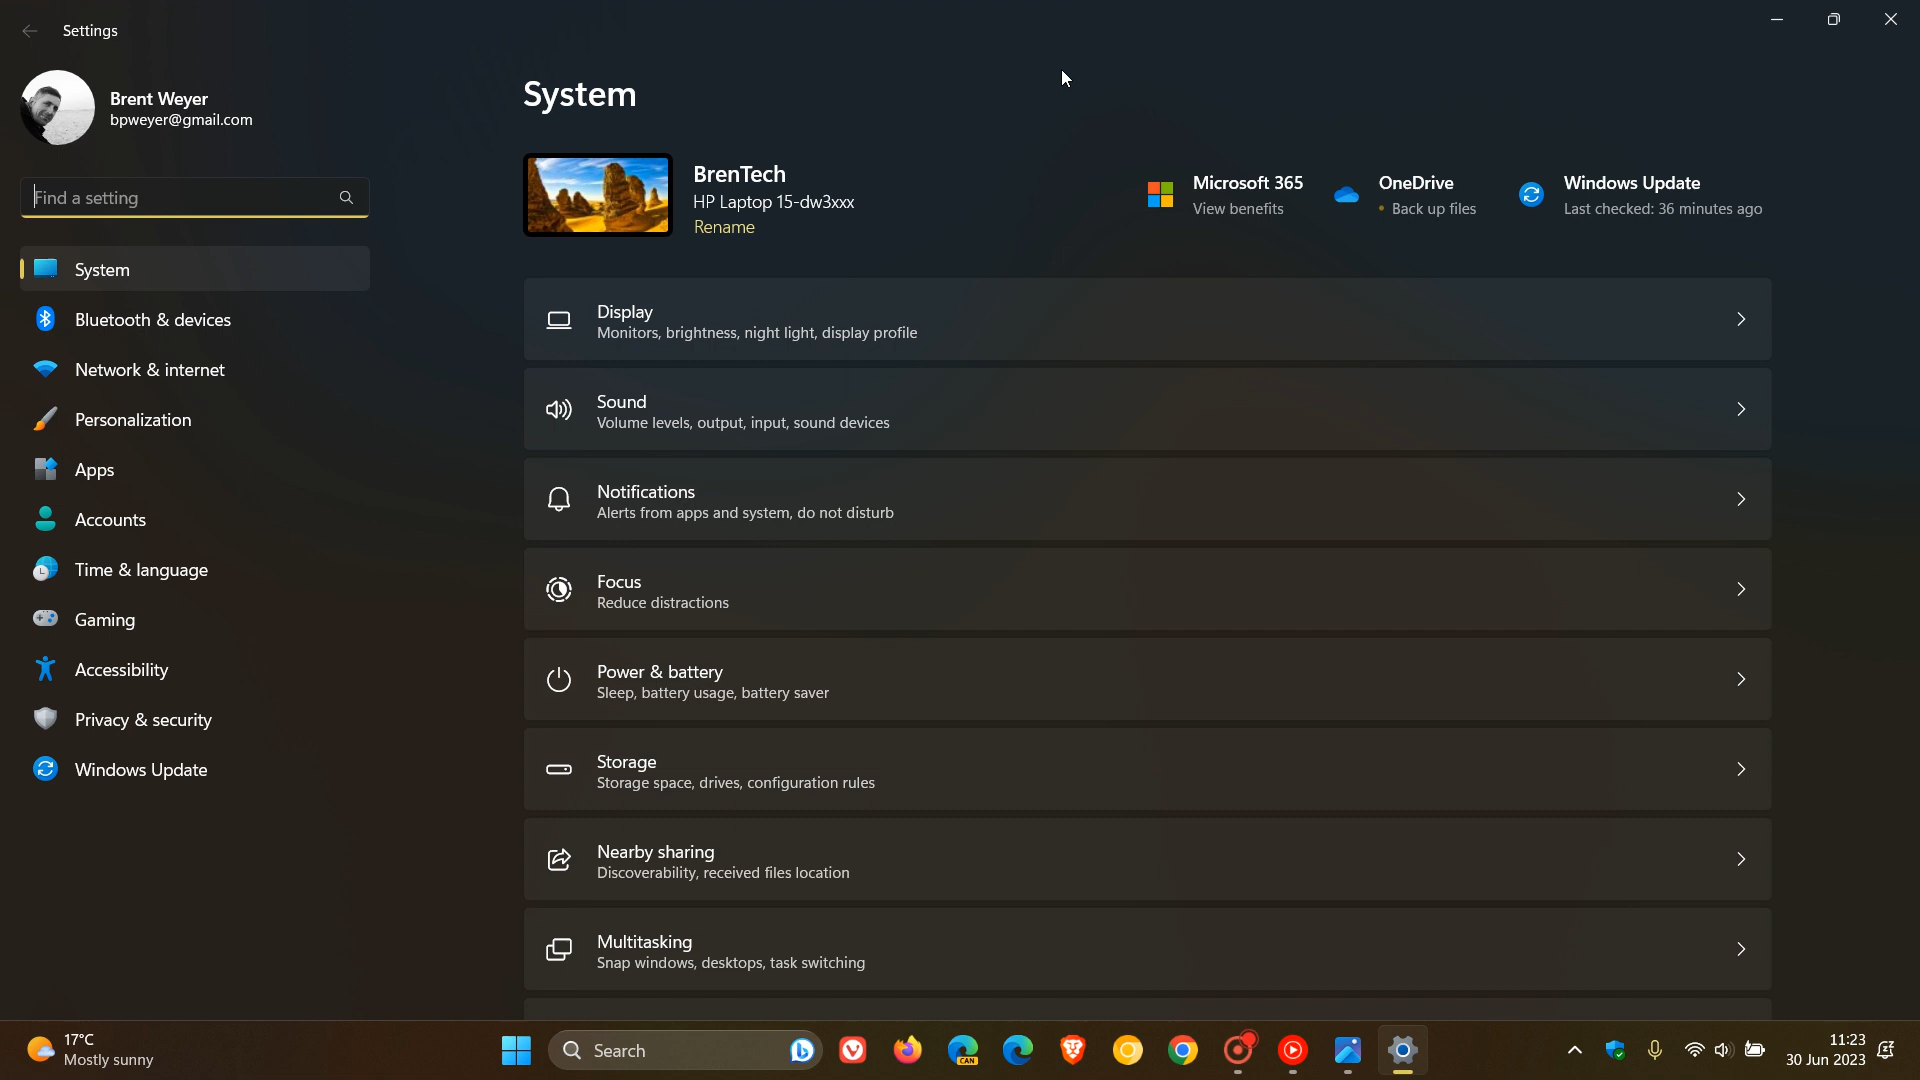 Settings
Brent Weyer
bpweyer@gmail.com
Find a setting
System
Bluetooth & devices
Network & internet
Personalization
Apps
Accounts
Time & language
Gaming
Accessibility
Privacy & security
Windows Update
System
BrenTech
HP Laptop 15-dw3xxx
Rename
Microsoft 365
View benefits
OneDrive
• Back up files
Windows Update
Last checked: 36 minutes ago
Display
Monitors, brightness, night light, display profile
Sound
Volume levels, output, input, sound devices
Notifications
Alerts from apps and system, do not disturb
Focus
Reduce distractions
Power & battery
Sleep, battery usage, battery saver
Storage
Storage space, drives, configuration rules
Nearby sharing
Discoverability, received files location
Multitasking
Snap windows, desktops, task switching
17°C
Mostly sunny
Search
CAN
11:23
30 Jun 2023